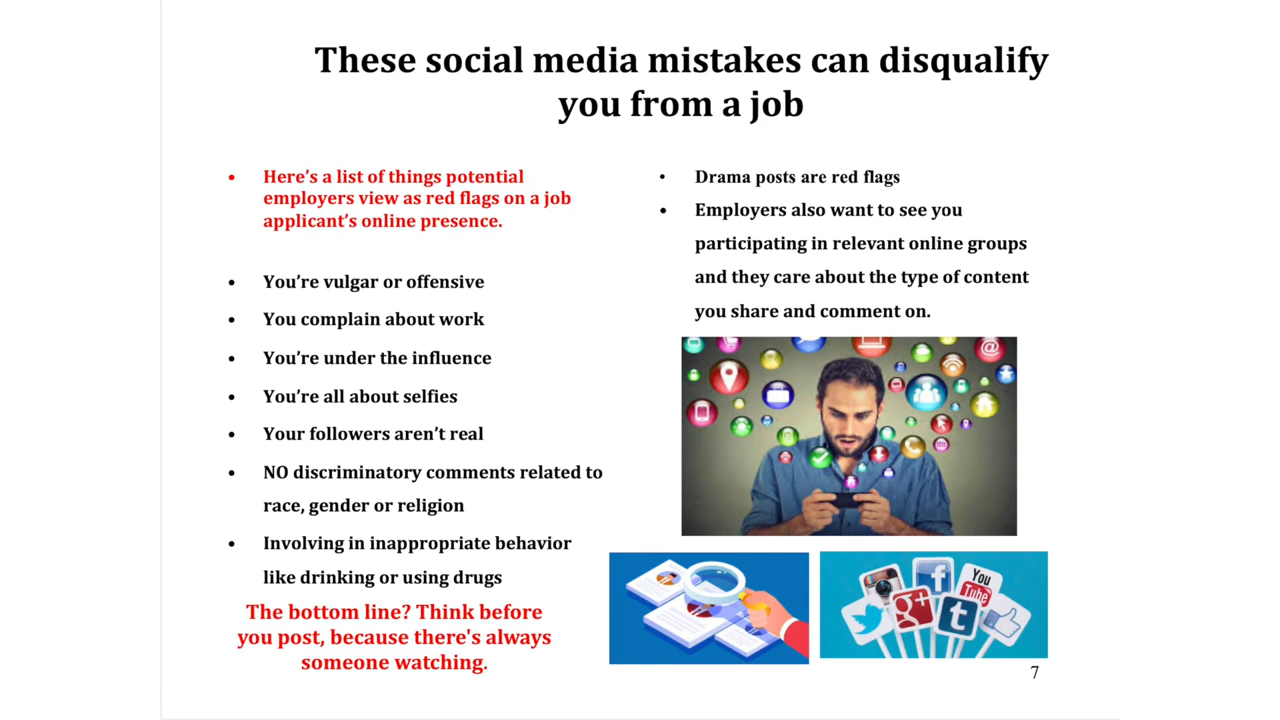 These social media mistakes can disqualify
you from a job
• Here’s a list of things potential
employers view as red flags on a job
applicant’s online presence.
• You’re vulgar or offensive
• You complain about work
• You’re under the influence
• You’re all about selfies
• Your followers aren’t real
• NO discriminatory comments related to
race, gender or religion
• Involving in inappropriate behavior
like drinking or using drugs
The bottom line? Think before
you post, because there's always
someone watching.
• Drama posts are red flags
• Employers also want to see you
participating in relevant online groups
and they care about the type of content
you share and comment on.
You
Tube
g+
f
t
7